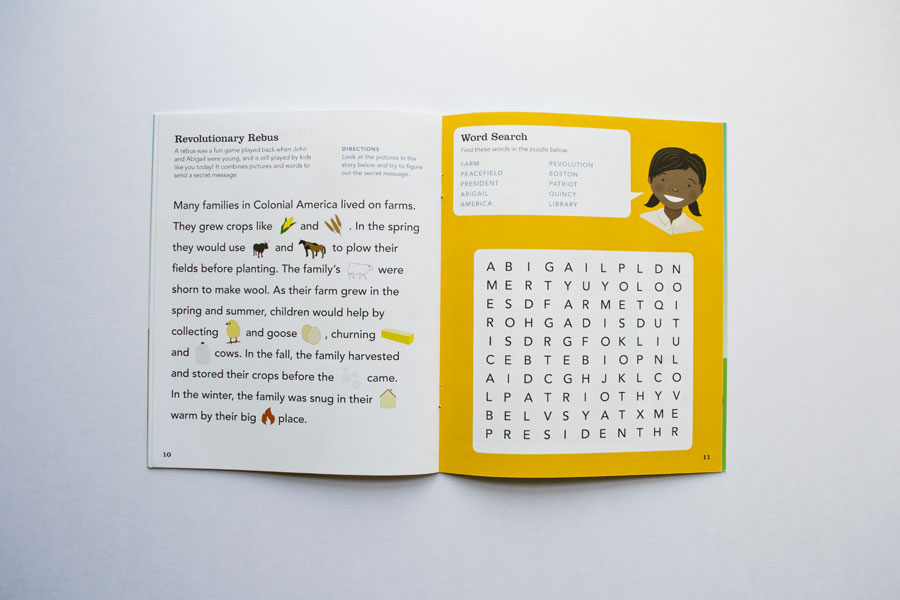 Revolutionary Rebus
A rebus was a fun game played back when John
and Abigail were young, and is still played by kids
like you today! It combines pictures and words to
send a secret message.
DIRECTIONS
Look at the pictures in the
story below and try to figure
out the secret message.
Many families in Colonial America lived on farms.
They grew crops like and . In the spring
they would use and to plow their
fields before planting. The family's were
shorn to make wool. As their farm grew in the
spring and summer, children would help by
collecting and goose , churning
and cows. In the fall, the family harvested
and stored their crops before the came.
In the winter, the family was snug in their
warm by their big place.
10
Word Search
Find these words in the puzzle below.
FARM
PEACEFIELD
PRESIDENT
ABIGAIL
AMERICA
REVOLUTION
BOSTON
PATRIOT
QUINCY
LIBRARY
A B I G A I L P L D N
M E R T Y U Y O L O O
E S D F A R M E T Q I
R O H G A D I S D U T
I S D R G F O K L I U
C E B T E B I O P N L
A I D C G H J K L C O
L P A T R I O T H Y V
B E L V S Y A T X M E
P R E S I D E N T H R
11